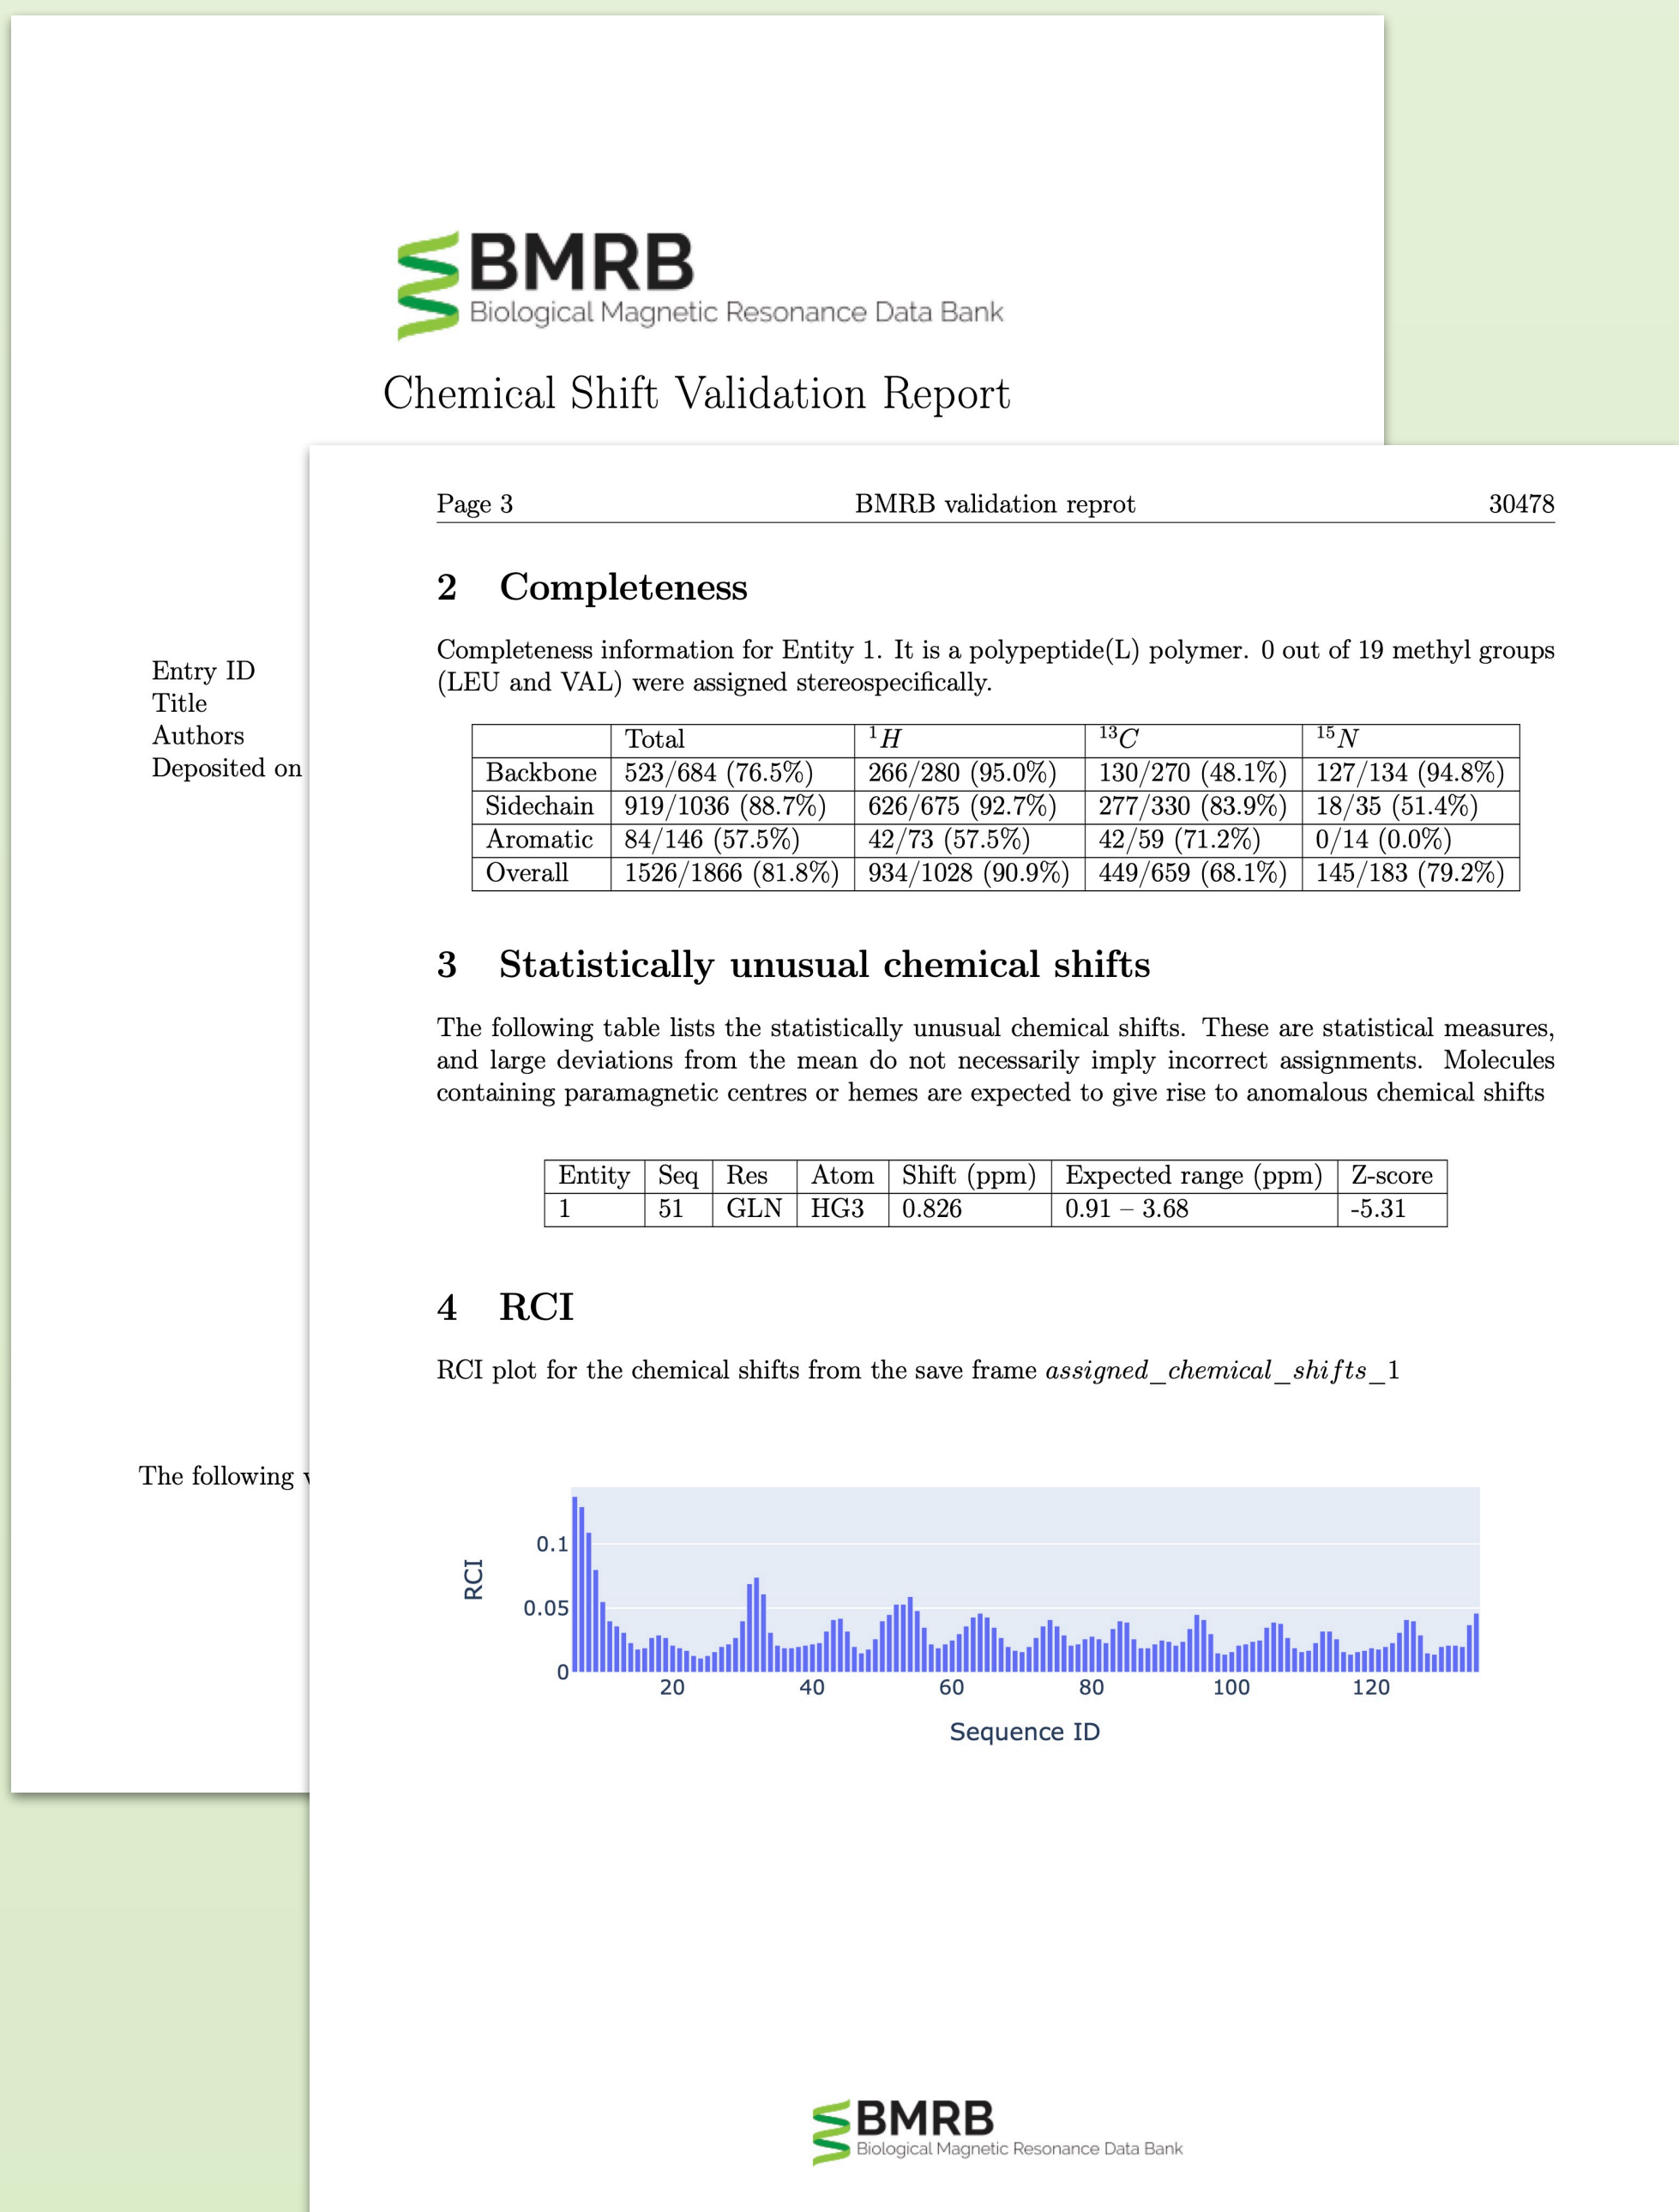 BMRB
Biological Magnetic Resonance Data Bank
Chemical Shift Validation Report
Entry ID
Title
Authors
Deposited on
The following
Page 3 BMRB validation reprot 30478
2 Completeness
Completeness information for Entity 1. It is a polypeptide(L) polymer. 0 out of 19 methyl groups
(LEU and VAL) were assigned stereospecifically.
Total ¹H ¹³C ¹⁵N
Backbone 523/684 (76.5%) 266/280 (95.0%) 130/270 (48.1%) 127/134 (94.8%)
Sidechain 919/1036 (88.7%) 626/675 (92.7%) 277/330 (83.9%) 18/35 (51.4%)
Aromatic 84/146 (57.5%) 42/73 (57.5%) 42/59 (71.2%) 0/14 (0.0%)
Overall 1526/1866 (81.8%) 934/1028 (90.9%) 449/659 (68.1%) 145/183 (79.2%)
3 Statistically unusual chemical shifts
The following table lists the statistically unusual chemical shifts. These are statistical measures,
and large deviations from the mean do not necessarily imply incorrect assignments. Molecules
containing paramagnetic centres or hemes are expected to give rise to anomalous chemical shifts
Entity Seq Res Atom Shift (ppm) Expected range (ppm) Z-score
1 51 GLN HG3 0.826 0.91 – 3.68 -5.31
4 RCI
RCI plot for the chemical shifts from the save frame assigned_chemical_shifts_1
RCI
0.1
0.05
0
20 40 60 80 100 120
Sequence ID
BMRB
Biological Magnetic Resonance Data Bank